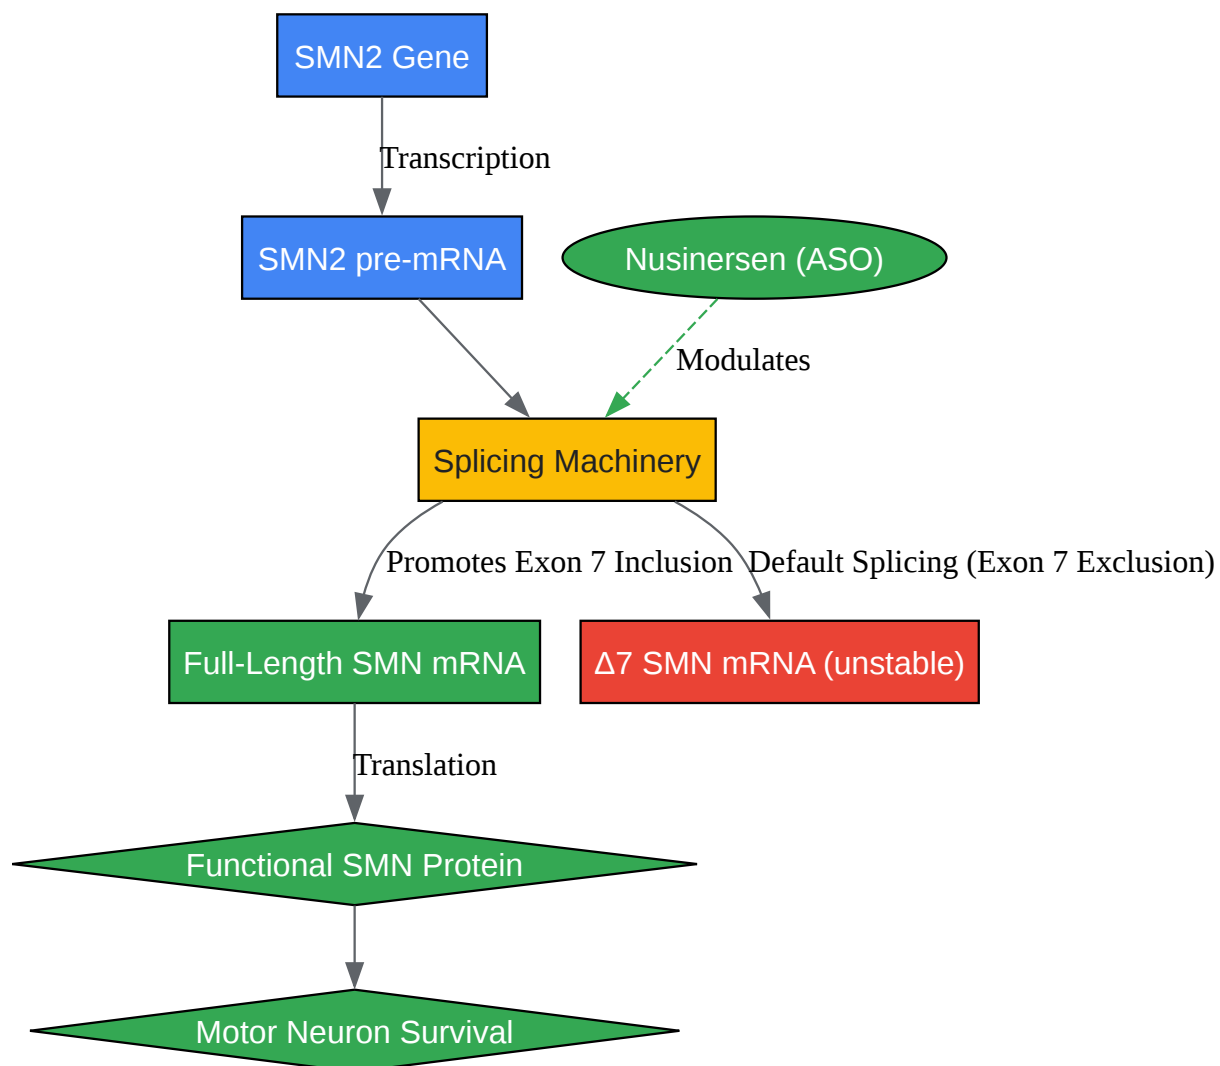 SMN2 Gene
Transcription
SMN2 pre-mRNA
Nusinersen (ASO)
Modulates
Splicing Machinery
Promotes Exon 7 Inclusion
Default Splicing (Exon 7 Exclusion)
Full-Length SMN mRNA
Δ7 SMN mRNA (unstable)
Translation
Functional SMN Protein
Motor Neuron Survival